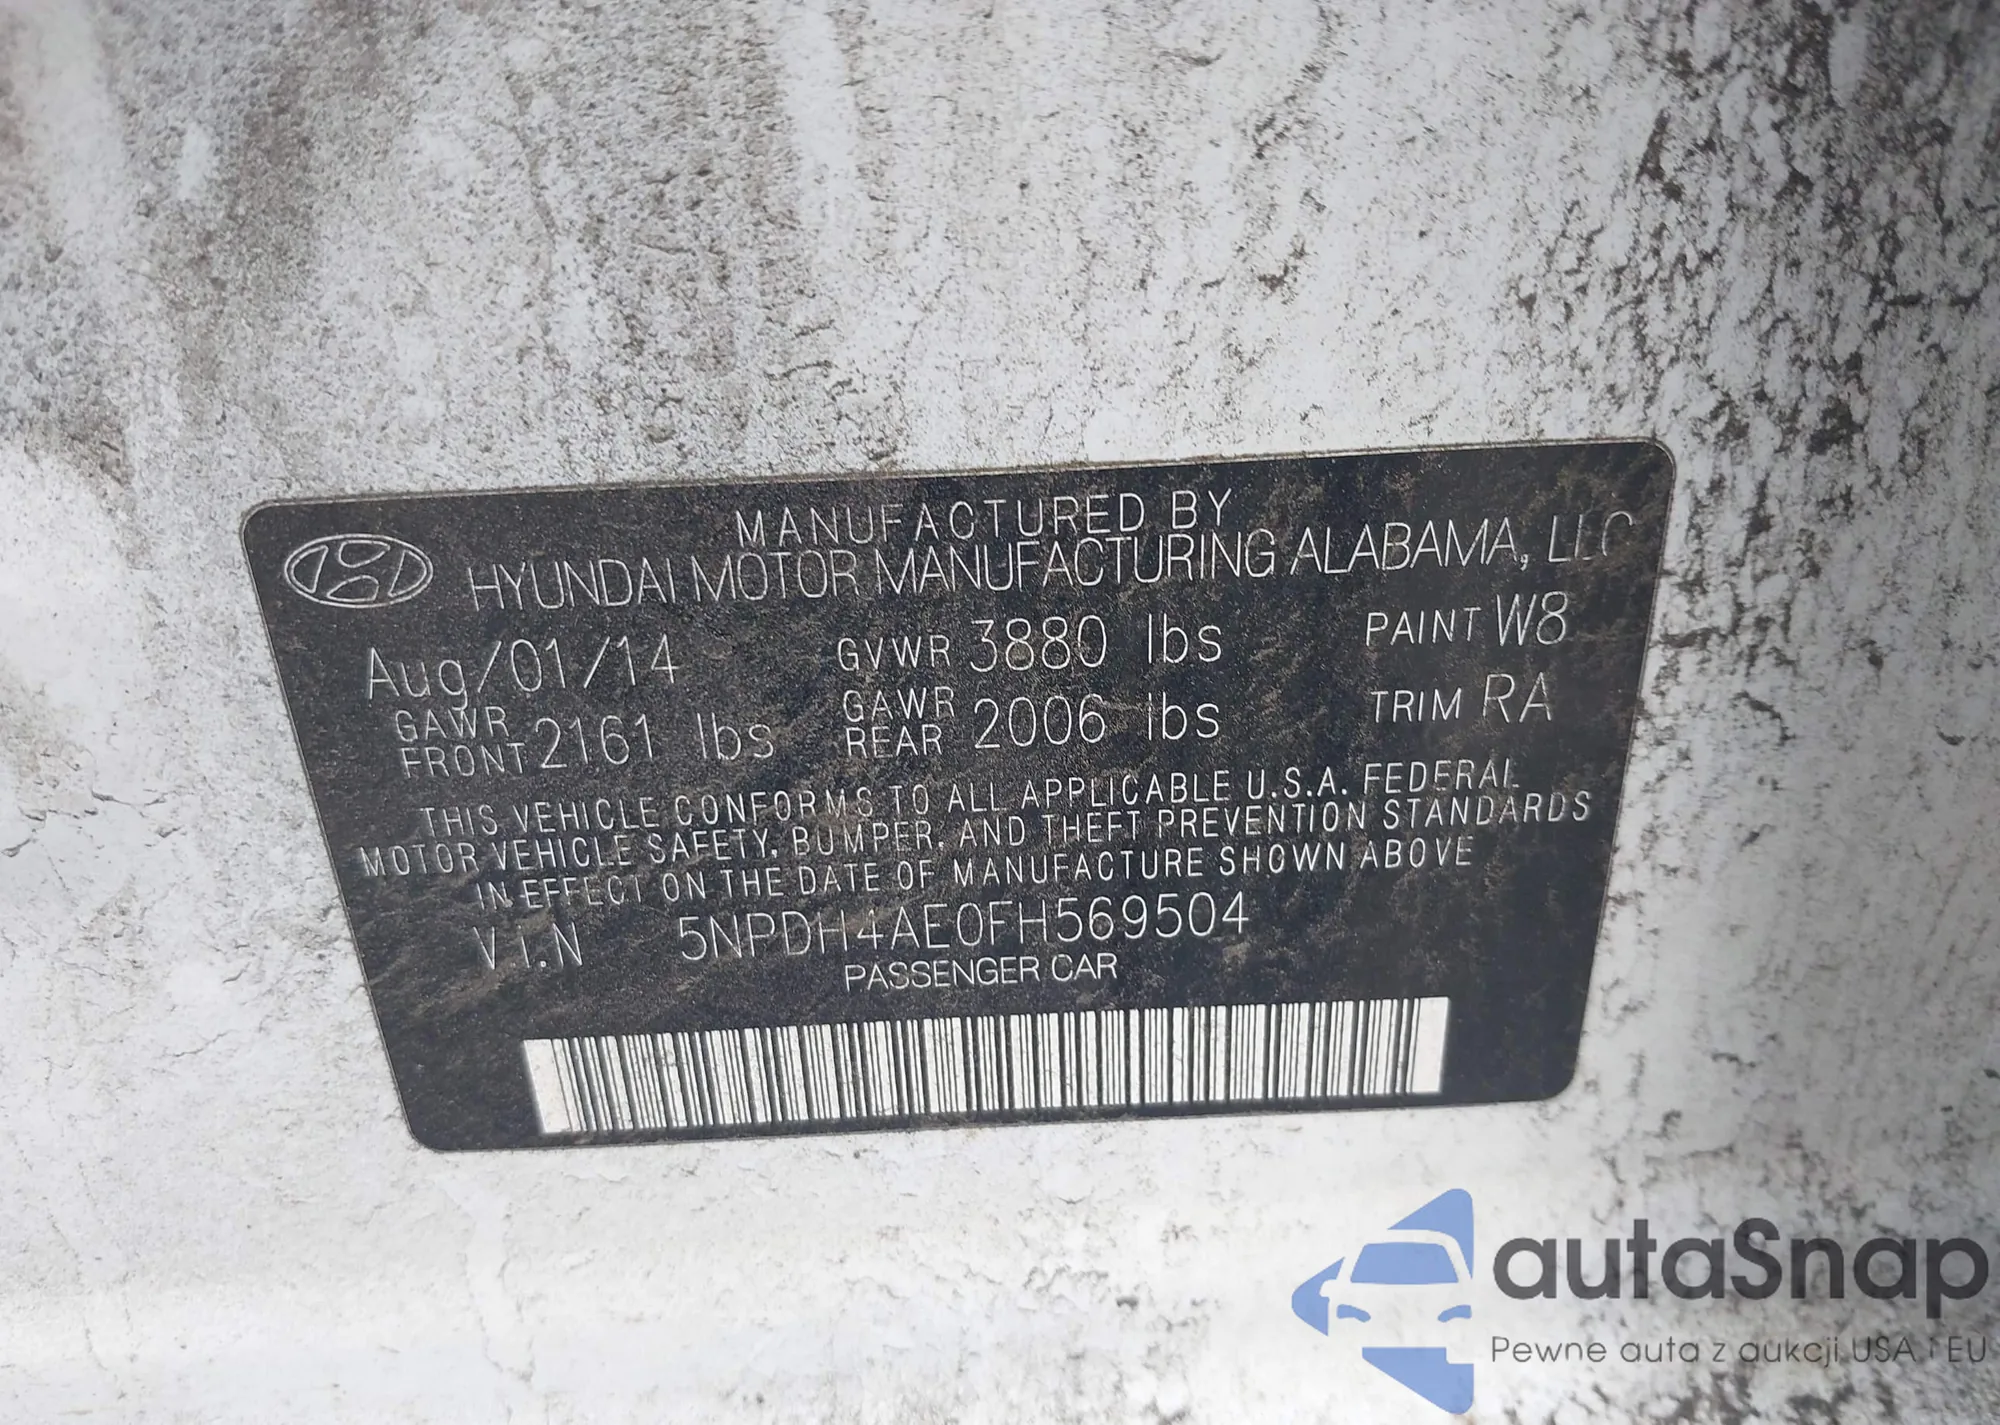 MANUFACTURED BY
HYUNDAI MOTOR MANUFACTURING ALABAMA, LLC
Aug/01/14 GVWR 3880 lbs PAINT W8
GAWR FRONT 2161 lbs GAWR REAR 2006 lbs TRIM RA
THIS VEHICLE CONFORMS TO ALL APPLICABLE U.S.A. FEDERAL
MOTOR VEHICLE SAFETY, BUMPER, AND THEFT PREVENTION STANDARDS
IN EFFECT ON THE DATE OF MANUFACTURE SHOWN ABOVE
V.I.N 5NPDH4AE0FH569504
PASSENGER CAR
autaSnap
Pewne auta z aukcji USA i EU